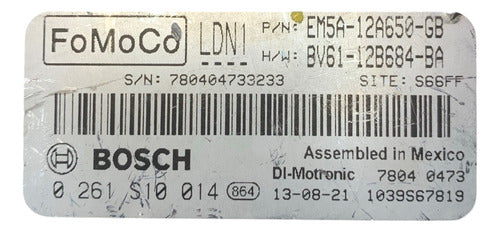 FoMoCo LDN1 P/N: EM5A-12A650-GB
H/W: BV61-12B684-BA
S/N: 780404733233 SITE: S66FF
BOSCH Assembled in Mexico
DI-Motronic 7804 0473
0 261 S10 014 864 13-08-21 1039S67819